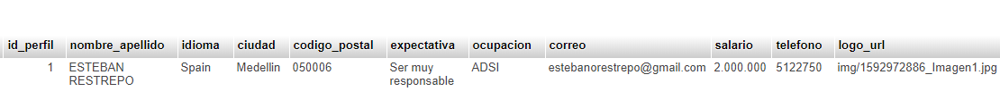 id_perfil nombre_apellido idioma ciudad codigo_postal expectativa ocupacion correo salario telefono logo_url
1 ESTEBAN RESTREPO Spain Medellin 050006 Ser muy responsable ADSI estebanorestrepo@gmail.com 2.000.000 5122750 img/1592972886_Imagen1.jpg